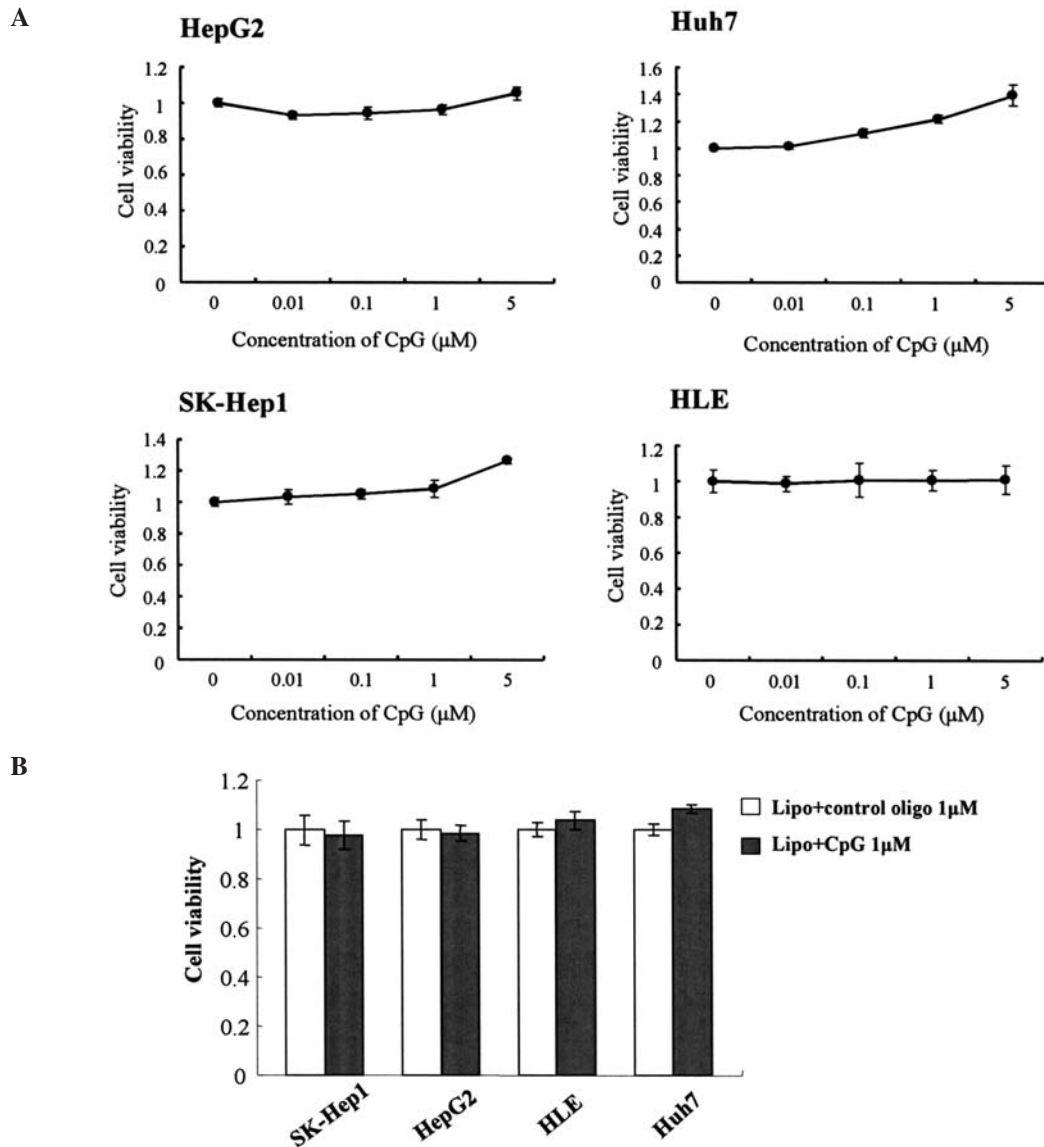 A
HepG2
1.2
1
0.8
0.6
0.4
0.2
0
Cell viability
0 0.01 0.1 1 5
Concentration of CpG (μM)
Huh7
1.6
1.4
1.2
1
0.8
0.6
0.4
0.2
0
Cell viability
0 0.01 0.1 1 5
Concentration of CpG (μM)
SK-Hep1
1.4
1.2
1
0.8
0.6
0.4
0.2
0
Cell viability
0 0.01 0.1 1 5
Concentration of CpG (μM)
HLE
1.2
1
0.8
0.6
0.4
0.2
0
Cell viability
0 0.01 0.1 1 5
Concentration of CpG (μM)
B
1.2
1
0.8
0.6
0.4
0.2
0
Cell viability
SK-Hep1
HepG2
HLE
Huh7
Lipo+control oligo 1μM
Lipo+CpG 1μM